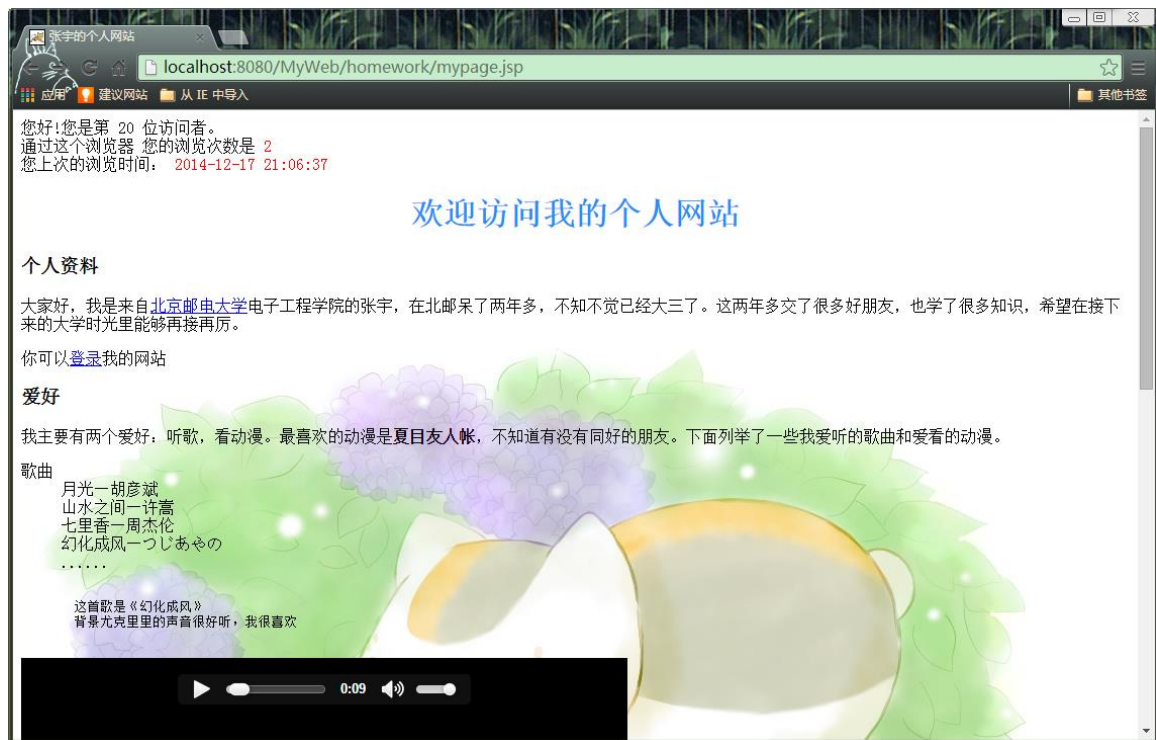 张宇的个人网站
localhost:8080/MyWeb/homework/mypage.jsp
应用 建议网站 从 IE 中导入 其他书签
您好!您是第 20 位访问者。
通过这个浏览器 您的浏览次数是 2
您上次的浏览时间： 2014-12-17 21:06:37
欢迎访问我的个人网站
个人资料
大家好，我是来自北京邮电大学电子工程学院的张宇，在北邮呆了两年多，不知不觉已经大三了。这两年多交了很多好朋友，也学了很多知识，希望在接下
来的大学时光里能够再接再厉。
你可以登录我的网站
爱好
我主要有两个爱好：听歌，看动漫。最喜欢的动漫是夏目友人帐，不知道有没有同好的朋友。下面列举了一些我爱听的歌曲和爱看的动漫。
歌曲
月光—胡彦斌
山水之间—许嵩
七里香—周杰伦
幻化成风—つじあやの
......
这首歌是《幻化成风》
背景尤克里里的声音很好听，我很喜欢
0:09